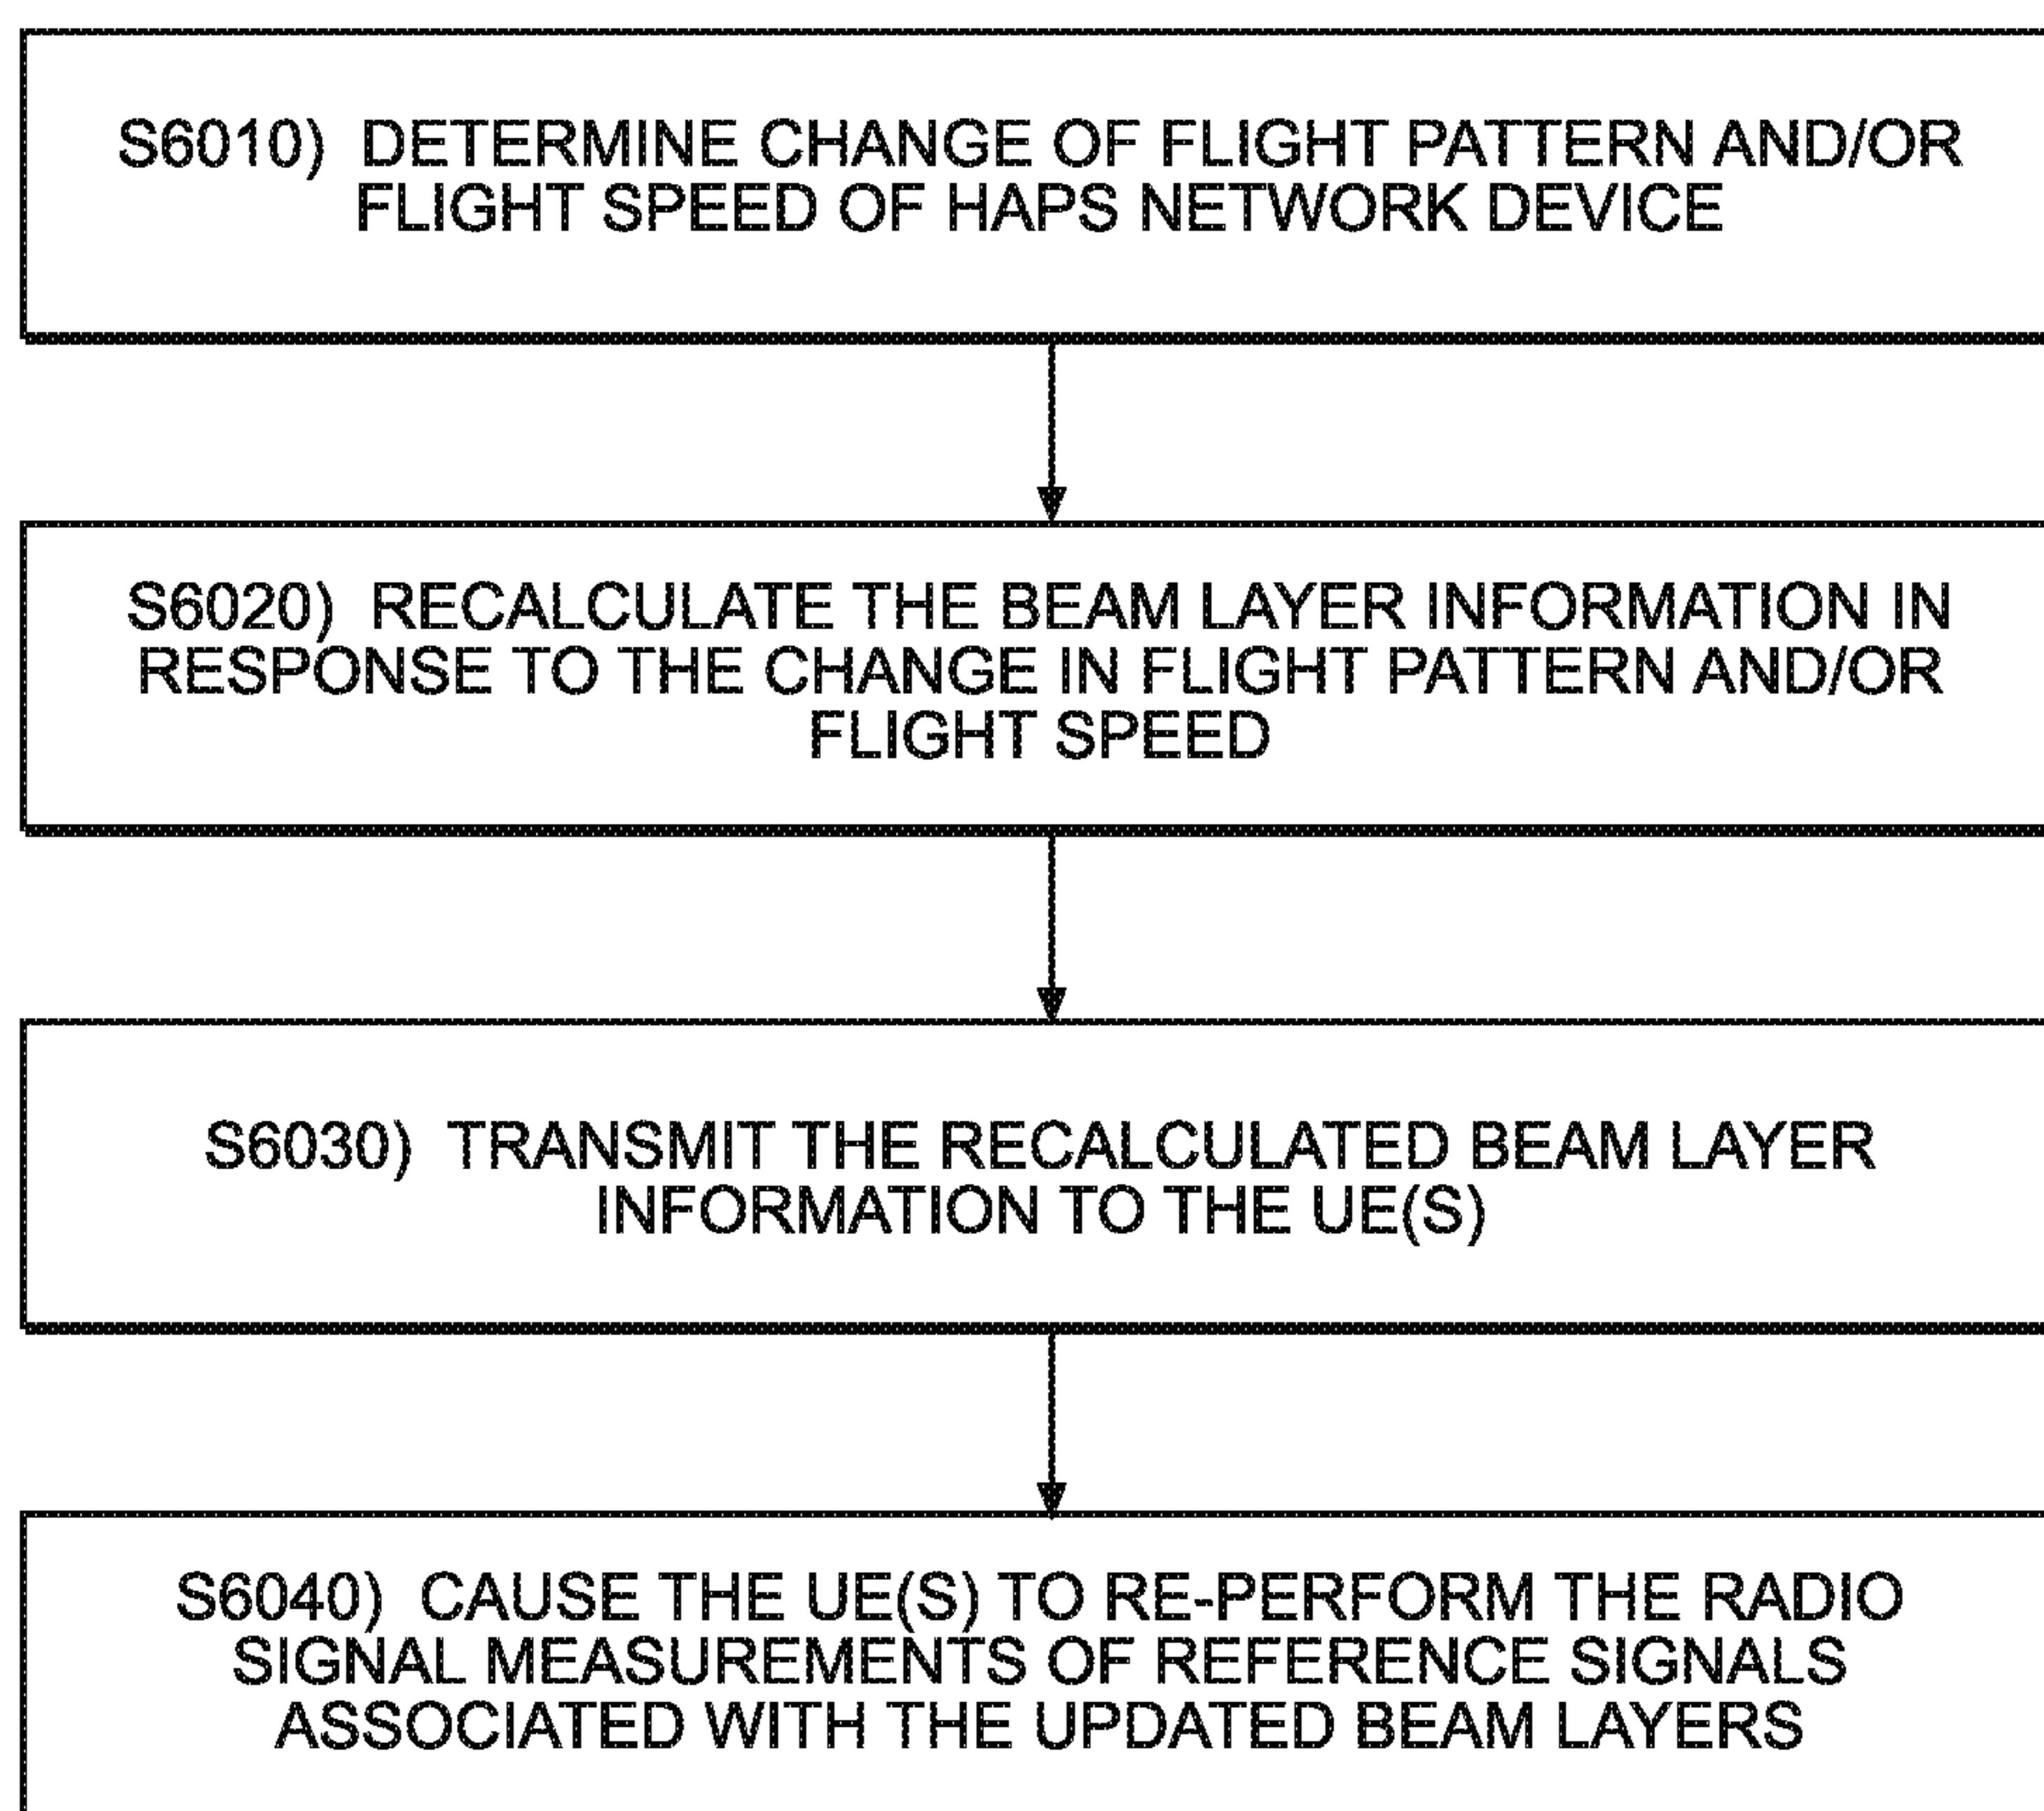 S6010) DETERMINE CHANGE OF FLIGHT PATTERN AND/OR
FLIGHT SPEED OF HAPS NETWORK DEVICE
S6020) RECALCULATE THE BEAM LAYER INFORMATION IN
RESPONSE TO THE CHANGE IN FLIGHT PATTERN AND/OR
FLIGHT SPEED
S6030) TRANSMIT THE RECALCULATED BEAM LAYER
INFORMATION TO THE UE(S)
S6040) CAUSE THE UE(S) TO RE-PERFORM THE RADIO
SIGNAL MEASUREMENTS OF REFERENCE SIGNALS
ASSOCIATED WITH THE UPDATED BEAM LAYERS